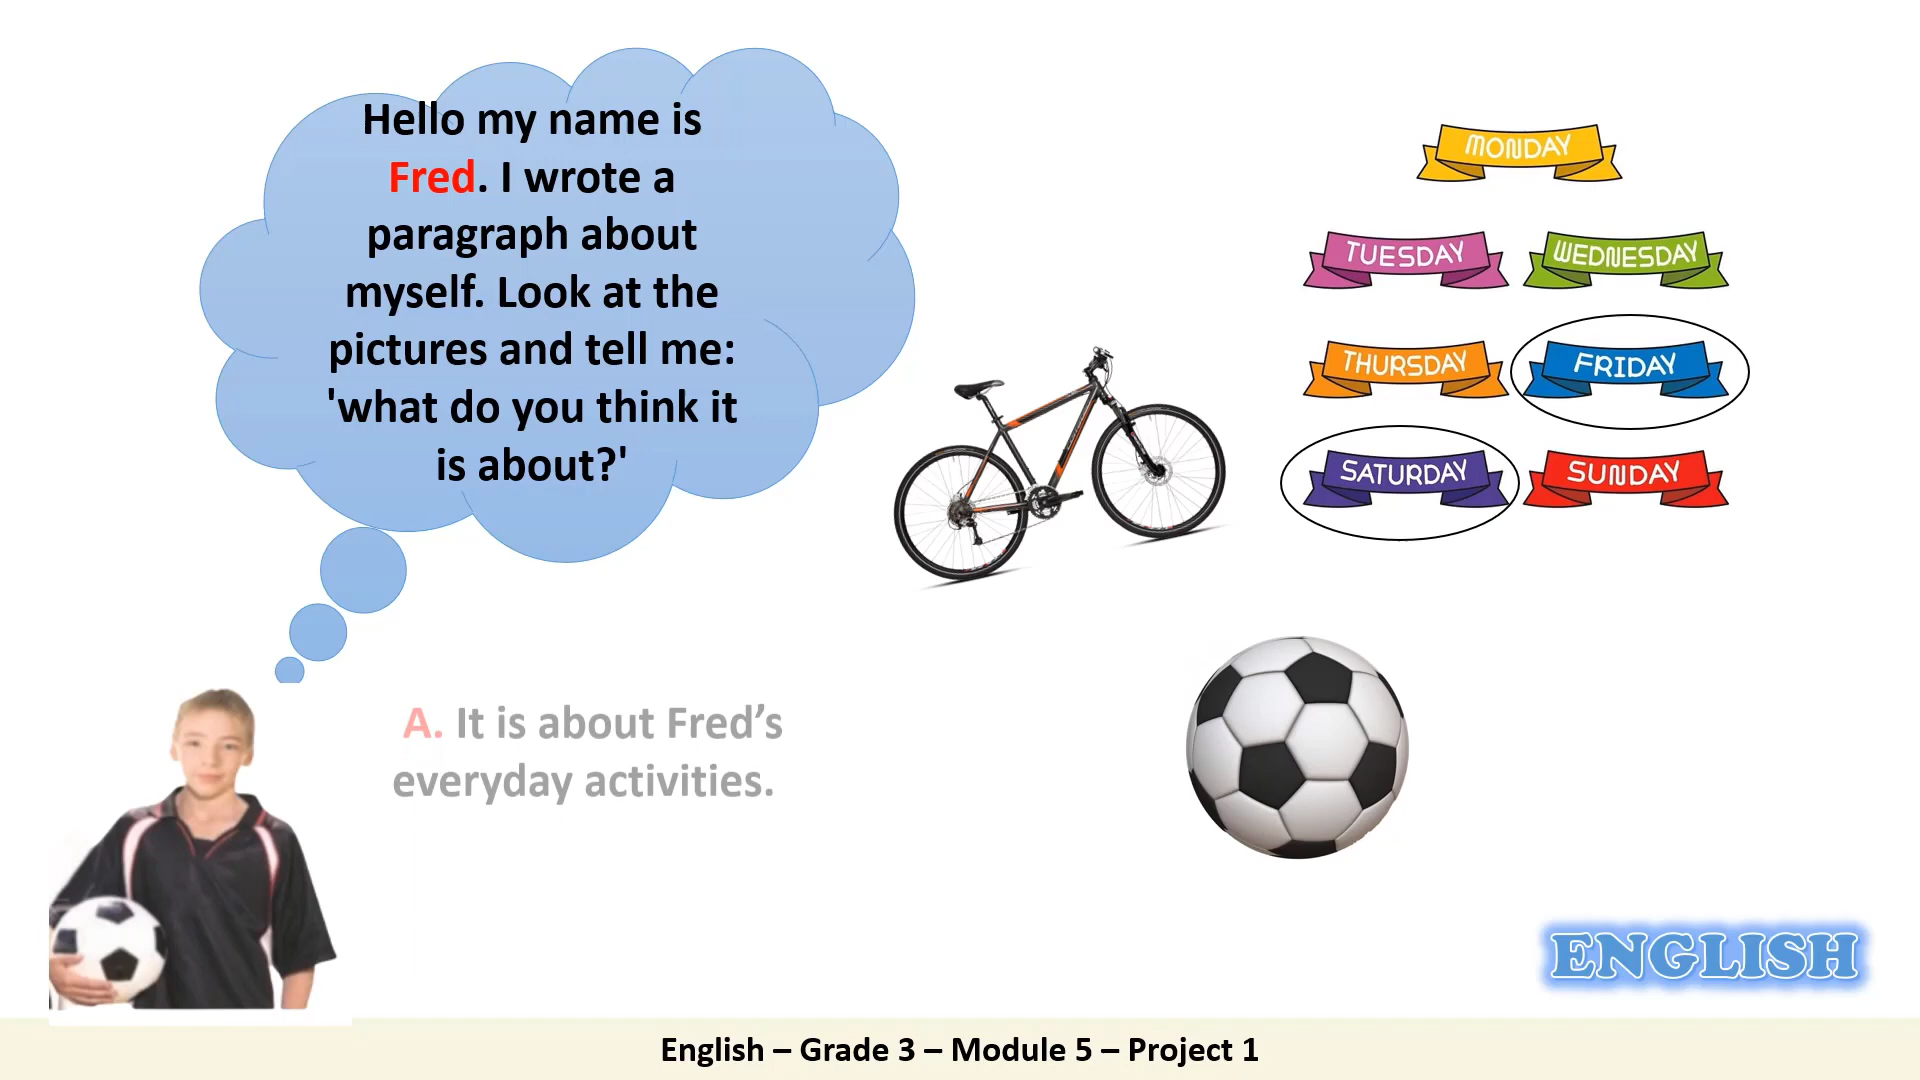 Hello my name is
Fred. I wrote a
paragraph about
myself. Look at the
pictures and tell me:
'what do you think it
is about?'
MONDAY
TUESDAY
WEDNESDAY
THURSDAY
FRIDAY
SATURDAY
SUNDAY
A. It is about Fred’s
everyday activities.
ENGLISH
English – Grade 3 – Module 5 – Project 1